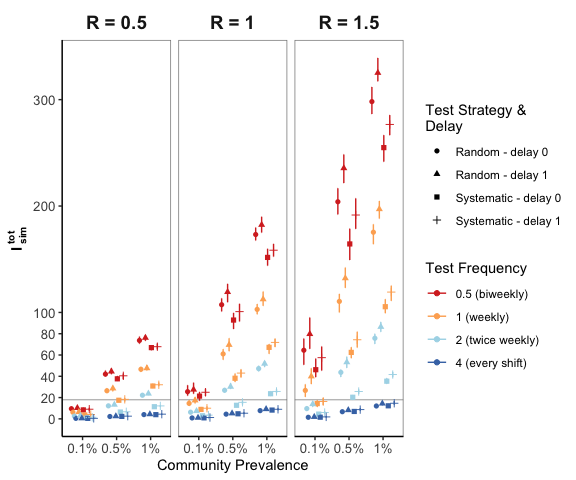 R = 0.5 R = 1 R = 1.5
300
200
100
80
60
40
20
0
I tot sim
0.1% 0.5% 1% 0.1% 0.5% 1% 0.1% 0.5% 1%
Community Prevalence
Test Strategy &
Delay
Random - delay 0
Random - delay 1
Systematic - delay 0
Systematic - delay 1
Test Frequency
0.5 (biweekly)
1 (weekly)
2 (twice weekly)
4 (every shift)